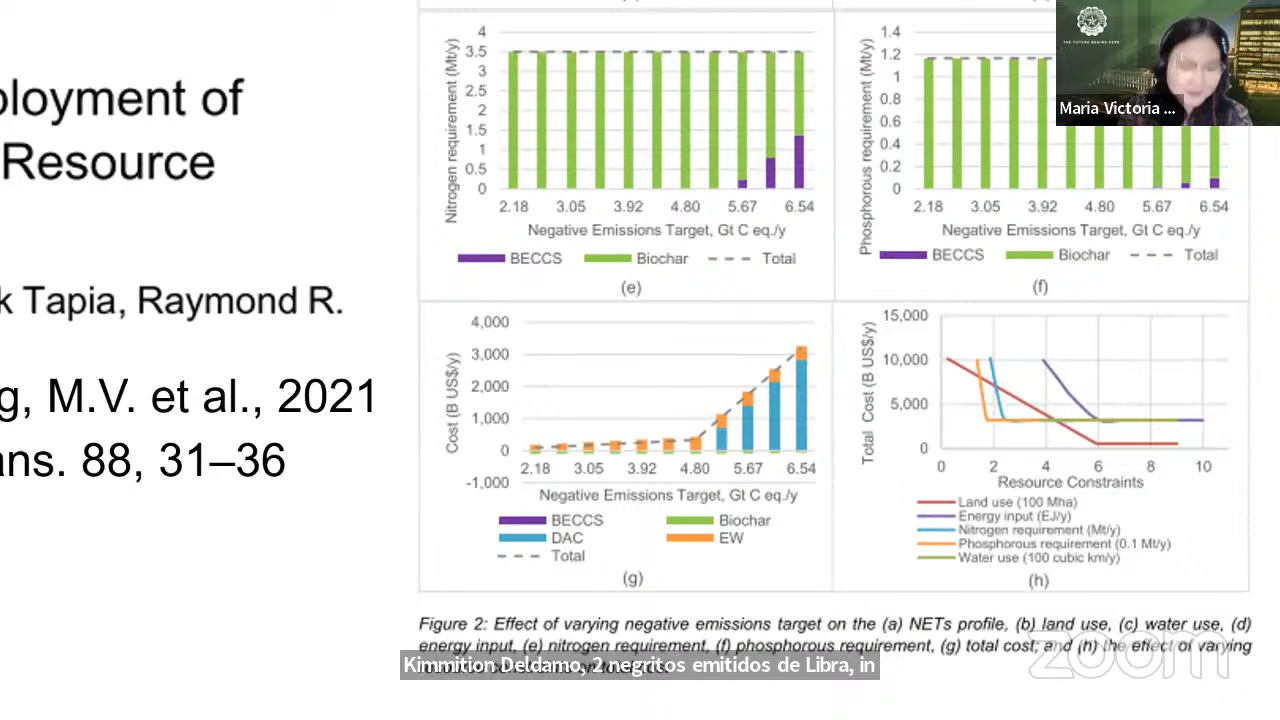 ployment of
Resource
k Tapia, Raymond R.
g, M.V. et al., 2021
ans. 88, 31–36
Nitrogen requirement (Mt/y)
4
3.5
3
2.5
2
1.5
1
0.5
0
2.18 3.05 3.92 4.80 5.67 6.54
Negative Emissions Target, Gt C eq./y
BECCS Biochar Total
(e)
Phosphorous requirement (Mt/y)
1.4
1.2
1
0.8
0.6
0.4
0.2
0
2.18 3.05 3.92 4.80 5.67 6.54
Negative Emissions Target, Gt C eq./y
BECCS Biochar Total
(f)
THE FUTURE BEGINS HERE
Maria Victoria ...
Cost (B US$/y)
4,000
3,000
2,000
1,000
0
-1,000
2.18 3.05 3.92 4.80 5.67 6.54
Negative Emissions Target, Gt C eq./y
BECCS Biochar
DAC EW
Total
(g)
Total Cost (B US$/y)
15,000
10,000
5,000
0
0 2 4 6 8 10
Resource Constraints
Land use (100 Mha)
Energy input (EJ/y)
Nitrogen requirement (Mt/y)
Phosphorous requirement (0.1 Mt/y)
Water use (100 cubic km/y)
(h)
Figure 2: Effect of varying negative emissions target on the (a) NETs profile, (b) land use, (c) water use, (d)
energy input, (e) nitrogen requirement, (f) phosphorous requirement, (g) total cost; and (h) the effect of varying
Kimmition Deldamo, 2 negritos emitidos de Libra, in
zoom